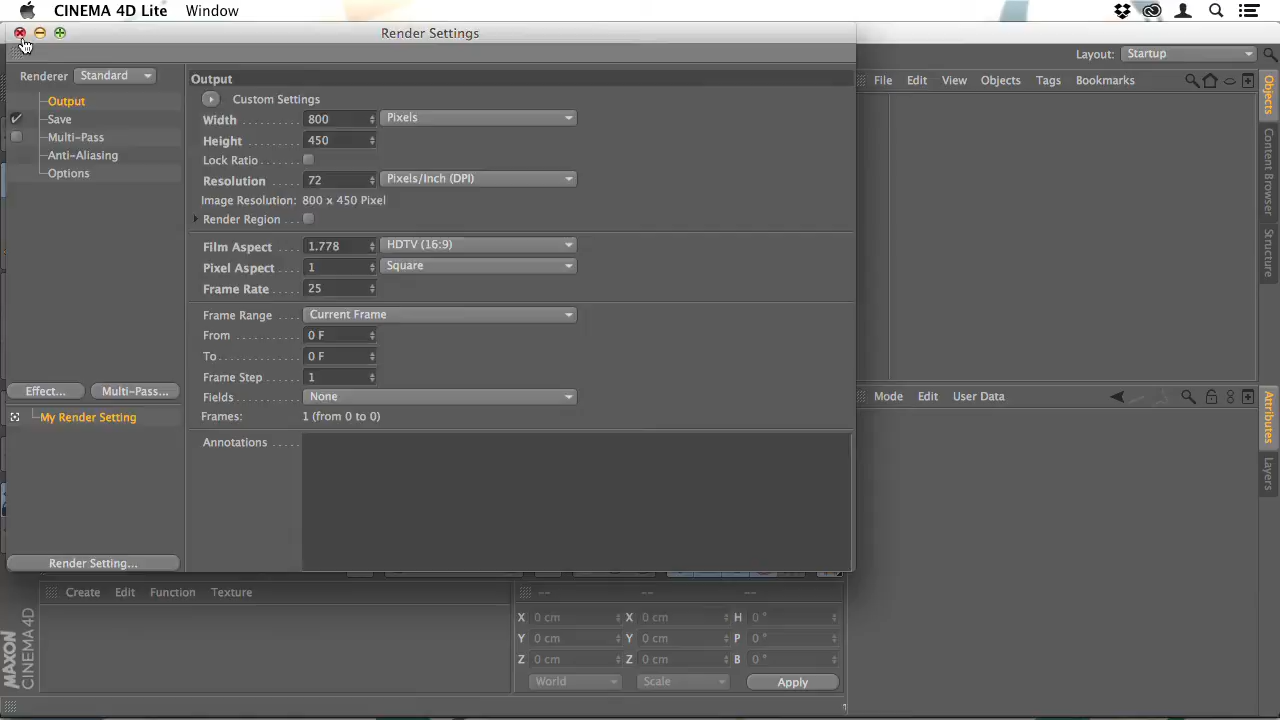 CINEMA 4D Lite Window
Render Settings
Layout: Startup
Renderer Standard
Output
Save
Multi-Pass
Anti-Aliasing
Options
Effect... Multi-Pass...
My Render Setting
Render Setting...
Output
Custom Settings
Width 800 Pixels
Height 450
Lock Ratio
Resolution 72 Pixels/Inch (DPI)
Image Resolution: 800 x 450 Pixel
Render Region
Film Aspect 1.778 HDTV (16:9)
Pixel Aspect 1 Square
Frame Rate 25
Frame Range Current Frame
From 0 F
To 0 F
Frame Step 1
Fields None
Frames: 1 (from 0 to 0)
Annotations
File Edit View Objects Tags Bookmarks
Objects
Content Browser
Structure
Mode Edit User Data
Attributes
Layers
Create Edit Function Texture
-- -- --
X 0 cm X 0 cm H 0 °
Y 0 cm Y 0 cm P 0 °
Z 0 cm Z 0 cm B 0 °
World Scale Apply
MAXON
CINEMA 4D